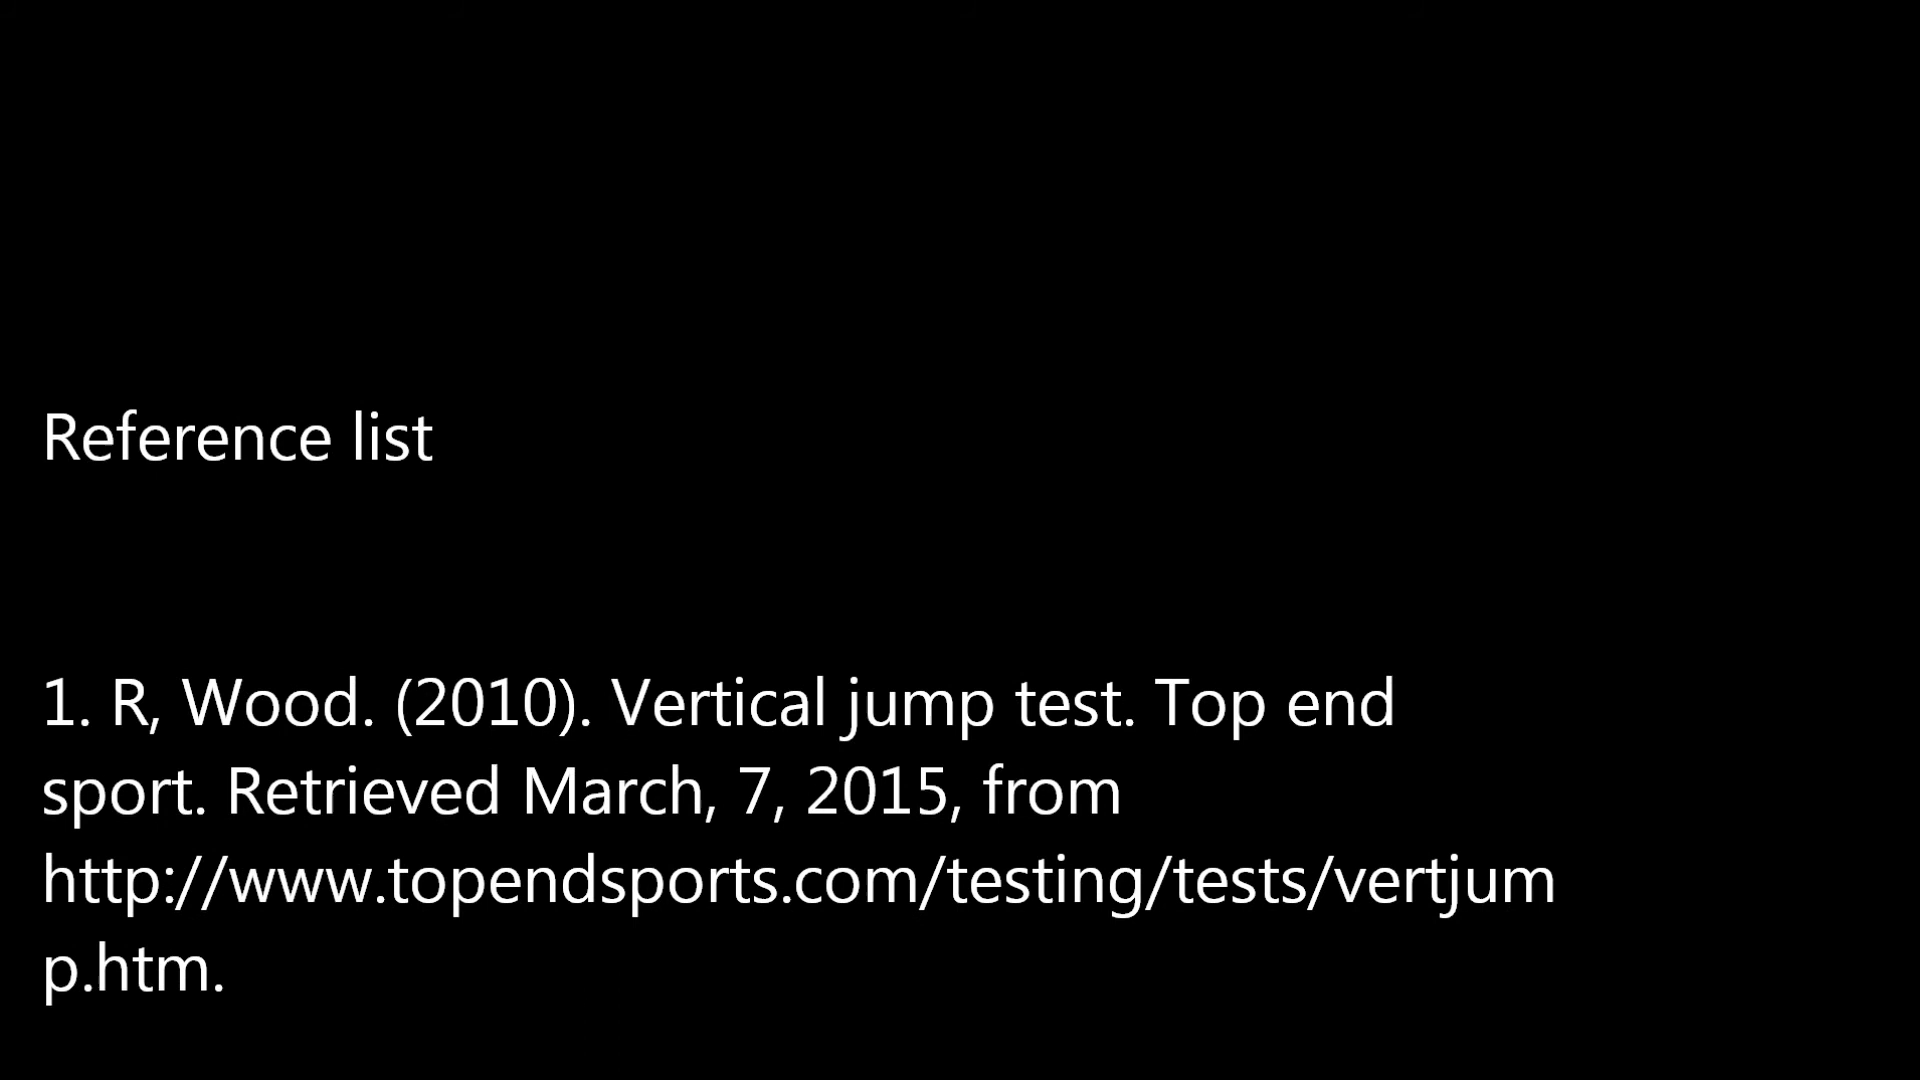 Reference list
1. R, Wood. (2010). Vertical jump test. Top end
sport. Retrieved March, 7, 2015, from
http://www.topendsports.com/testing/tests/vertjum
p.htm.